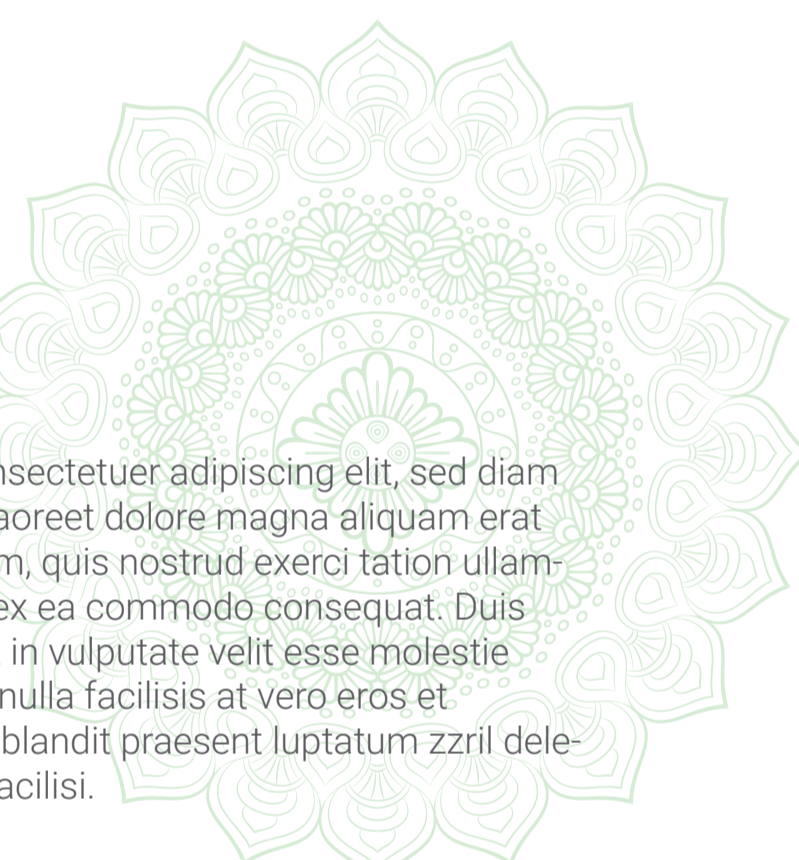 nsectetuer adipiscing elit, sed diam
aoreet dolore magna aliquam erat
m, quis nostrud exerci tation ullam-
ex ea commodo consequat. Duis
in vulputate velit esse molestie
nulla facilisis at vero eros et
blandit praesent luptatum zzril dele-
acilisi.